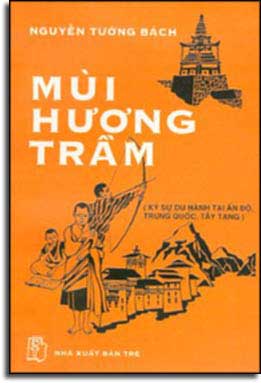 NGUYỄN TƯỜNG BÁCH
MÙI
HƯƠNG
TRẦM
( KÝ SỰ DU HÀNH TẠI ẤN ĐỘ,
TRUNG QUỐC, TÂY TẠNG )
NHÀ XUẤT BẢN TRẺ